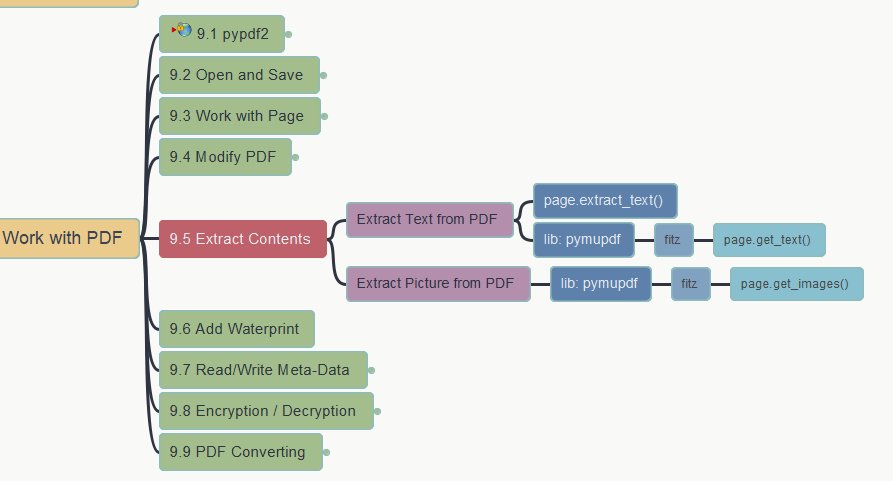 9.1 pypdf2
9.2 Open and Save
9.3 Work with Page
9.4 Modify PDF
Work with PDF
9.5 Extract Contents
Extract Text from PDF
page.extract_text()
lib: pymupdf
fitz
page.get_text()
Extract Picture from PDF
lib: pymupdf
fitz
page.get_images()
9.6 Add Waterprint
9.7 Read/Write Meta-Data
9.8 Encryption / Decryption
9.9 PDF Converting